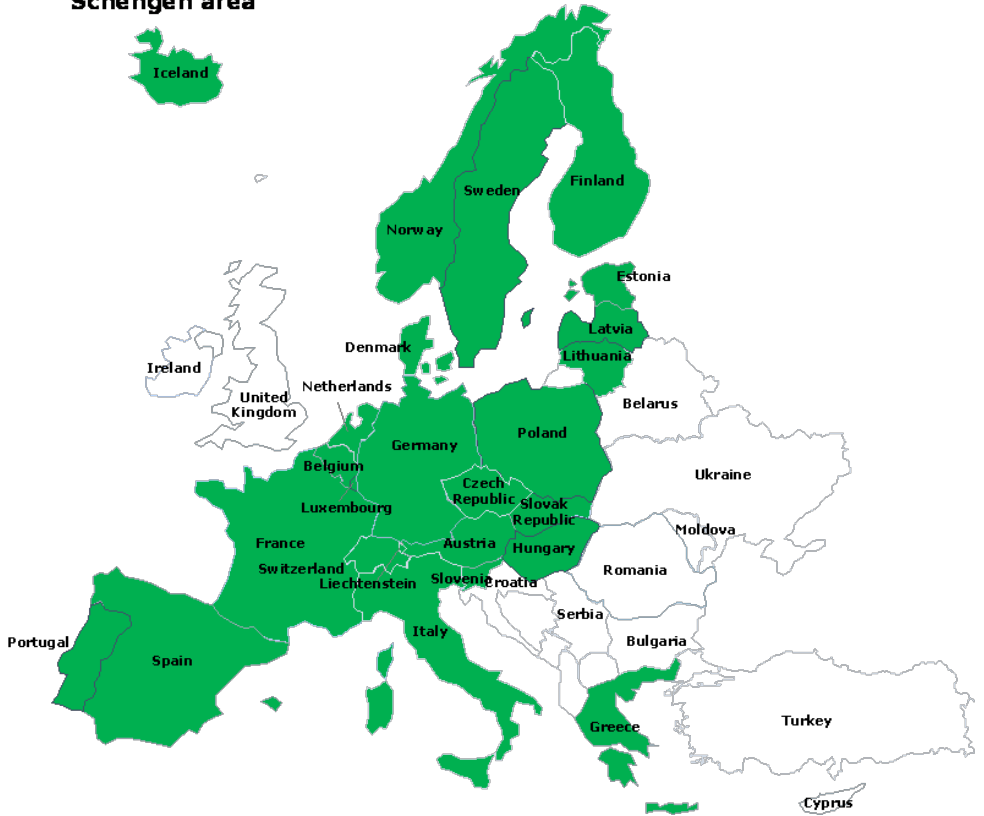 Schengen area
Iceland
Sweden
Finland
Norway
Estonia
Latvia
Denmark
Lithuania
Ireland
Netherlands
United
Kingdom
Belarus
Poland
Germany
Belgium
Ukraine
Czech
Republic
Luxembourg
Slovak
Republic
Moldova
France
Austria
Hungary
Switzerland
Romania
Liechtenstein
Slovenia
Croatia
Serbia
Portugal
Italy
Bulgaria
Spain
Greece
Turkey
Cyprus